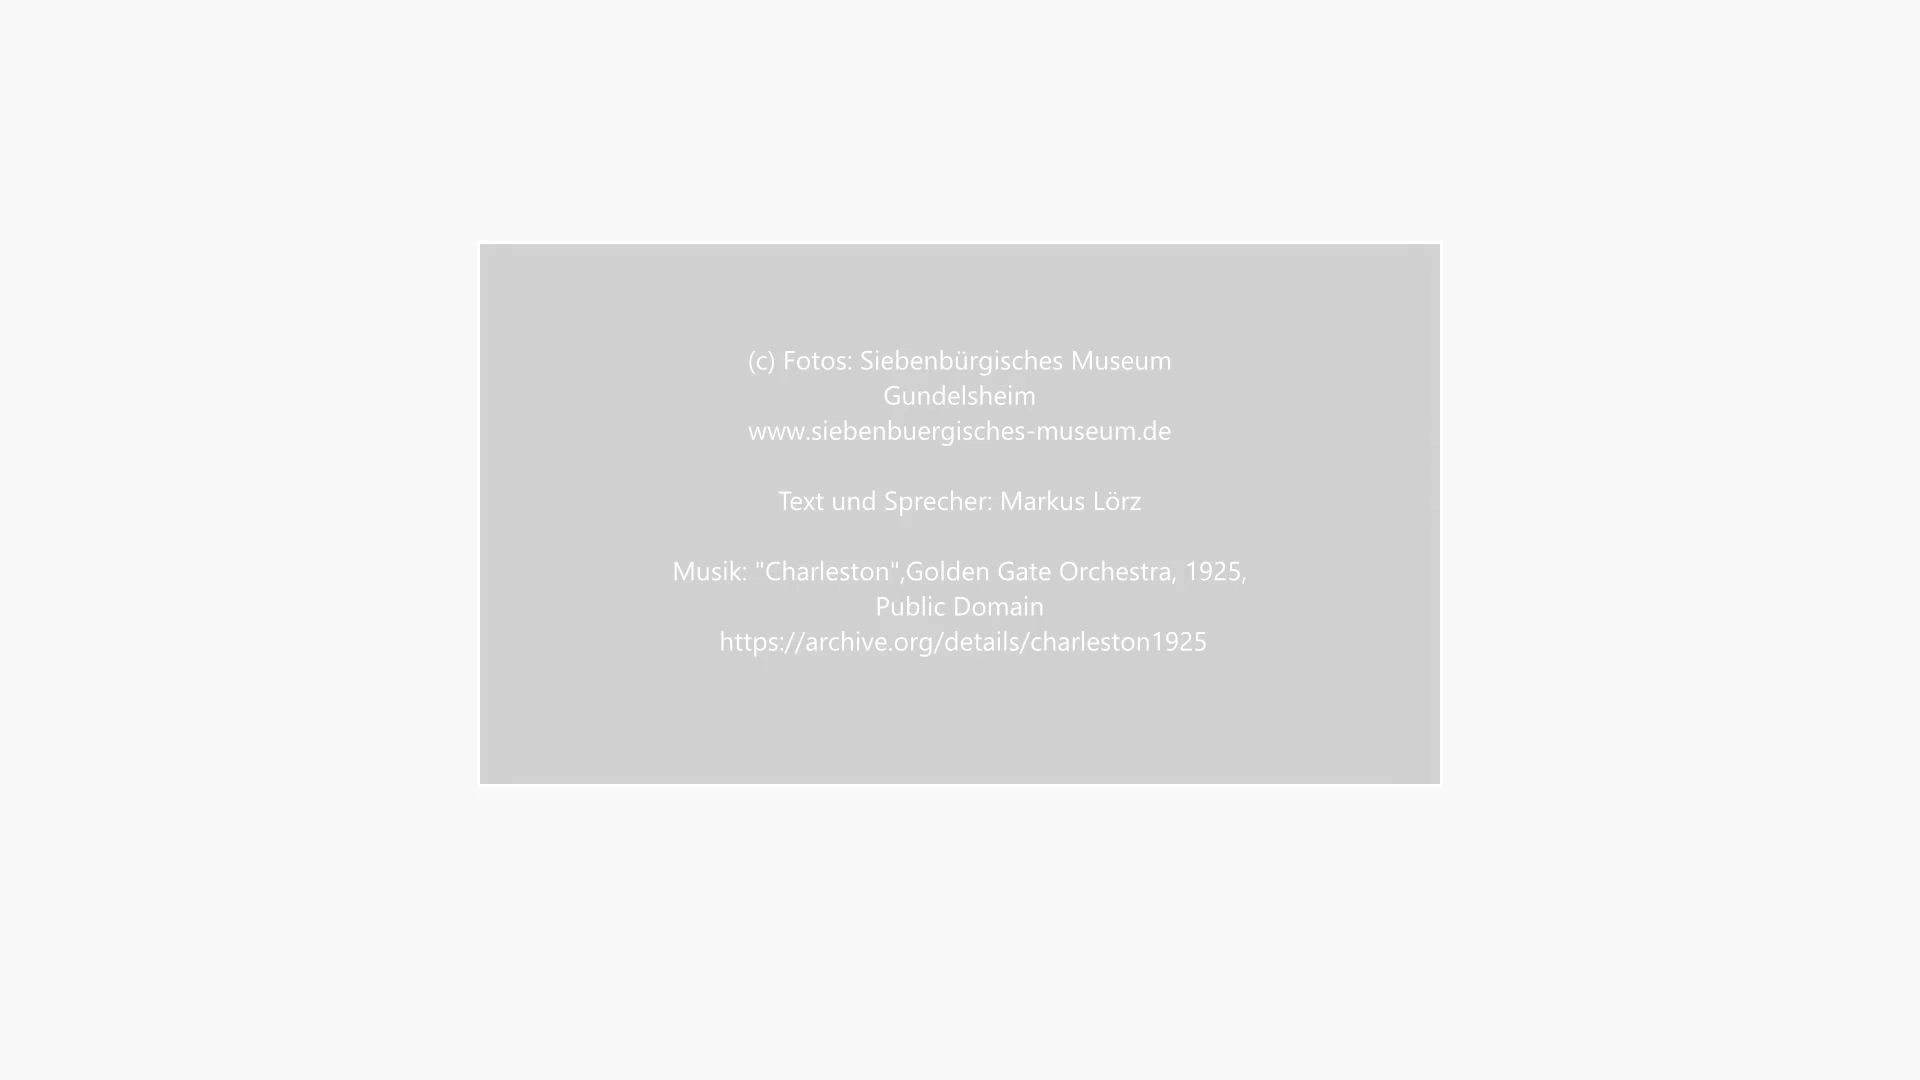 (c) Fotos: Siebenbürgisches Museum
Gundelsheim
www.siebenbuergisches-museum.de
Text und Sprecher: Markus Lörz
Musik: "Charleston",Golden Gate Orchestra, 1925,
Public Domain
https://archive.org/details/charleston1925